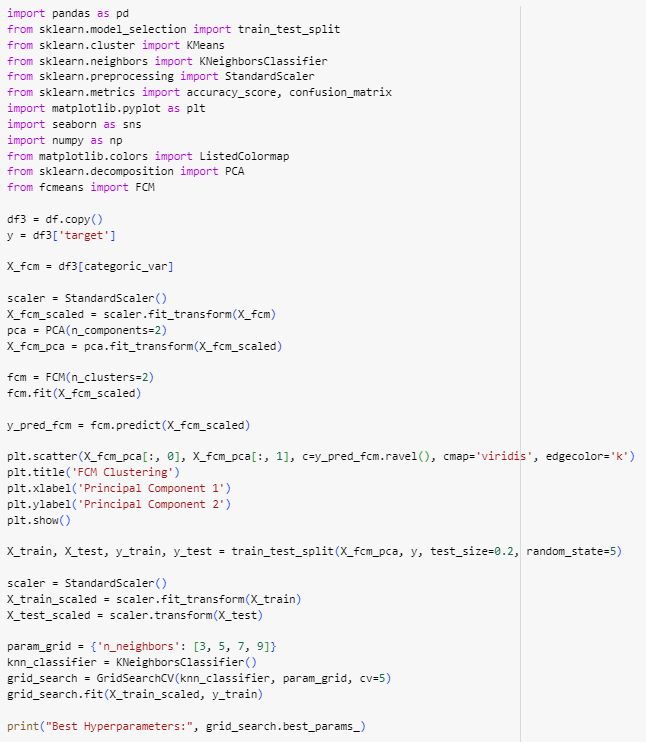 import pandas as pd
from sklearn.model_selection import train_test_split
from sklearn.cluster import KMeans
from sklearn.neighbors import KNeighborsClassifier
from sklearn.preprocessing import StandardScaler
from sklearn.metrics import accuracy_score, confusion_matrix
import matplotlib.pyplot as plt
import seaborn as sns
import numpy as np
from matplotlib.colors import ListedColormap
from sklearn.decomposition import PCA
from fcmeans import FCM
df3 = df.copy()
y = df3['target']
X_fcm = df3[categoric_var]
scaler = StandardScaler()
X_fcm_scaled = scaler.fit_transform(X_fcm)
pca = PCA(n_components=2)
X_fcm_pca = pca.fit_transform(X_fcm_scaled)
fcm = FCM(n_clusters=2)
fcm.fit(X_fcm_scaled)
y_pred_fcm = fcm.predict(X_fcm_scaled)
plt.scatter(X_fcm_pca[:, 0], X_fcm_pca[:, 1], c=y_pred_fcm.ravel(), cmap='viridis', edgecolor='k')
plt.title('FCM Clustering')
plt.xlabel('Principal Component 1')
plt.ylabel('Principal Component 2')
plt.show()
X_train, X_test, y_train, y_test = train_test_split(X_fcm_pca, y, test_size=0.2, random_state=5)
scaler = StandardScaler()
X_train_scaled = scaler.fit_transform(X_train)
X_test_scaled = scaler.transform(X_test)
param_grid = {'n_neighbors': [3, 5, 7, 9]}
knn_classifier = KNeighborsClassifier()
grid_search = GridSearchCV(knn_classifier, param_grid, cv=5)
grid_search.fit(X_train_scaled, y_train)
print("Best Hyperparameters:", grid_search.best_params_)